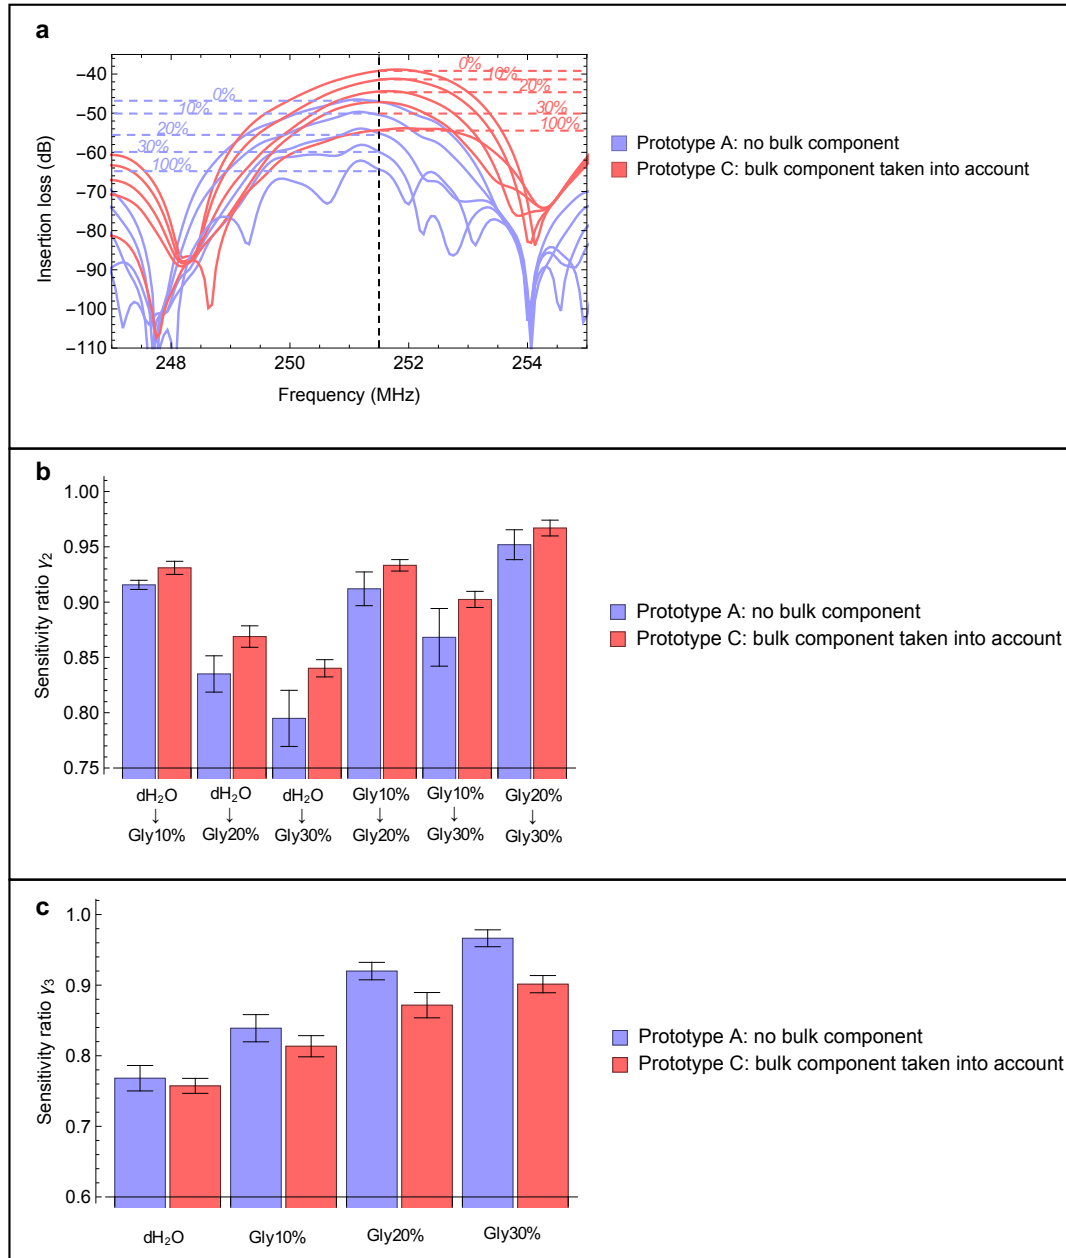 a
0%
10%
20%
30%
100%
0%
10%
20%
30%
100%
−40
−50
−60
−70
−80
−90
−100
−110
248
250
252
254
Insertion loss (dB)
Frequency (MHz)
Prototype A: no bulk component
Prototype C: bulk component taken into account
b
1.00
0.95
0.90
0.85
0.80
0.75
Sensitivity ratio γ₂
dH₂O
↓
Gly10%
dH₂O
↓
Gly20%
dH₂O
↓
Gly30%
Gly10%
↓
Gly20%
Gly10%
↓
Gly30%
Gly20%
↓
Gly30%
Prototype A: no bulk component
Prototype C: bulk component taken into account
c
1.0
0.9
0.8
0.7
0.6
Sensitivity ratio γ₃
dH₂O
Gly10%
Gly20%
Gly30%
Prototype A: no bulk component
Prototype C: bulk component taken into account